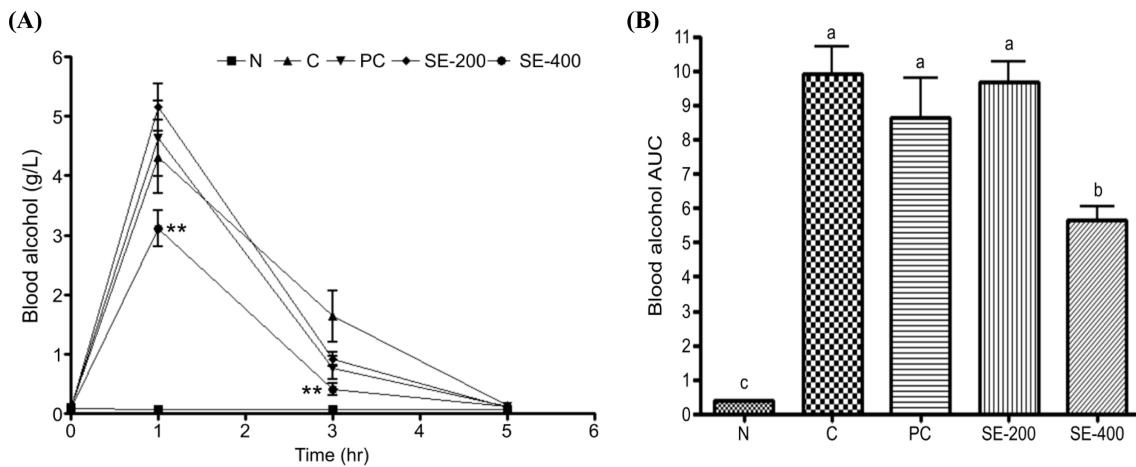 (A)
N C PC SE-200 SE-400
6
5
4
3
2
1
0
**
**
Blood alcohol (g/L)
0 1 2 3 4 5 6
Time (hr)
(B)
11
10
9
8
7
6
5
4
3
2
1
0
Blood alcohol AUC
c a a a b
N C PC SE-200 SE-400